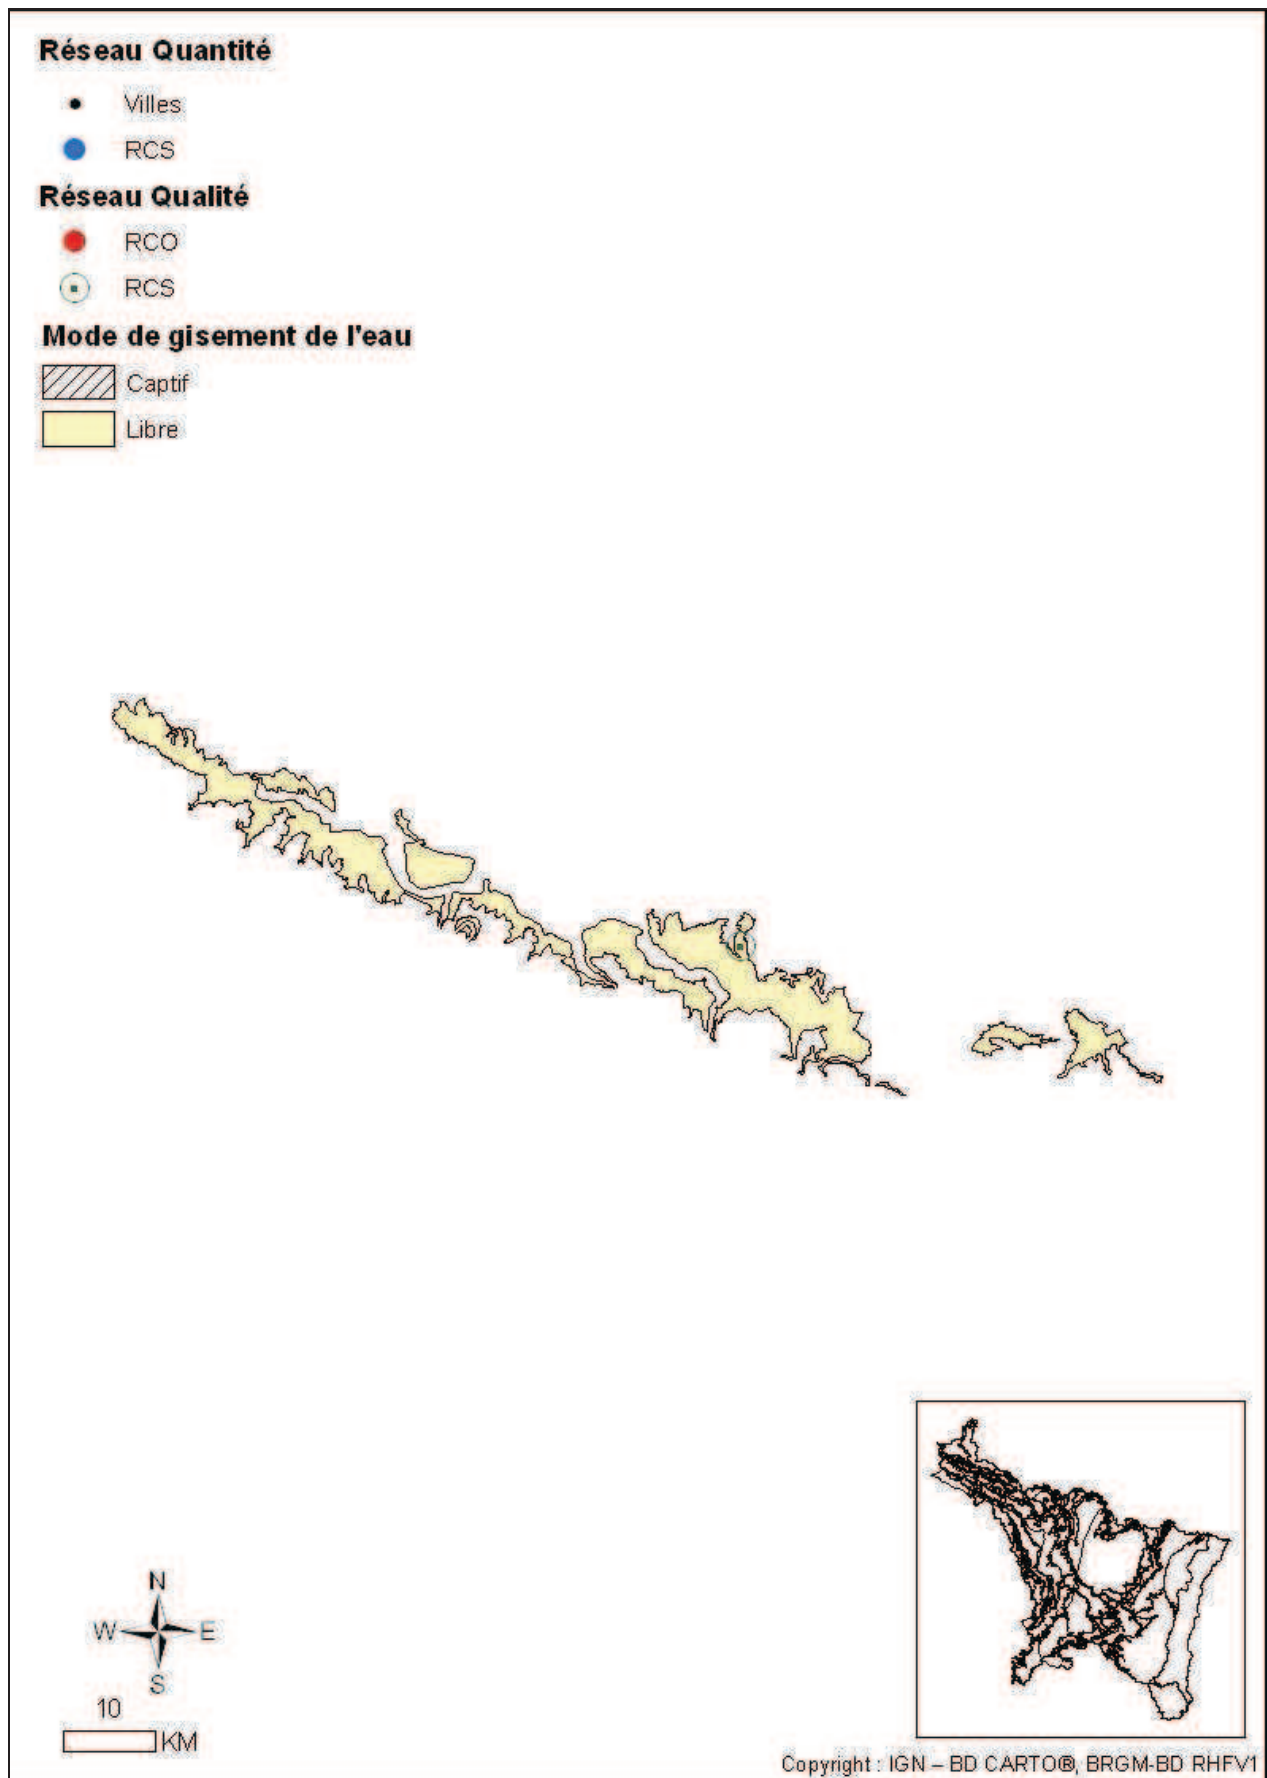 Réseau Quantité
Villes
RCS
Réseau Qualité
RCO
RCS
Mode de gisement de l'eau
Captif
Libre
N
W E
S
10
KM
Copyright : IGN – BD CARTO®, BRGM-BD RHFV1